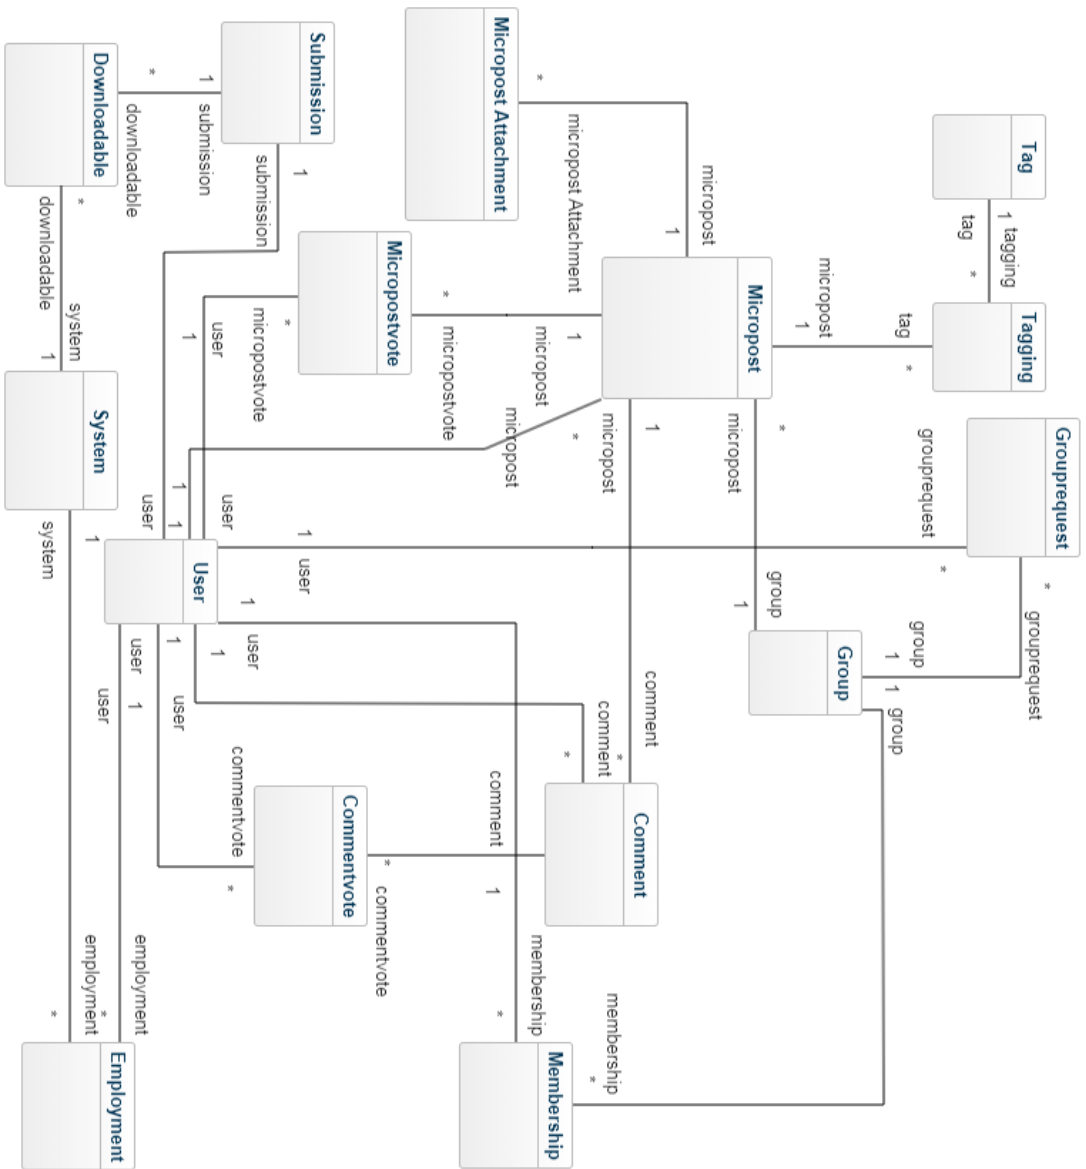 Submission
Downloadable
*
1
submission
downloadable
1
submission
*
downloadable
system
1
System
system
Micropost Attachment
*
micropost Attachment
micropost
1
Tag
1
tagging
tag
*
Tagging
tag
*
micropost
1
Micropost
Micropostvote
*
micropostvote
micropost
1
*
micropostvote
user
1
micropost
*
micropost
1
micropost
*
Grouprequest
grouprequest
*
*
grouprequest
group
1
Group
group
1
1
group
1
user
user
1
1
user
1
User
1
user
1
user
1
user
1
user
comment
*
comment
*
Comment
comment
1
commentvote
*
Commentvote
*
commentvote
membership
*
membership
*
Membership
employment
*
employment
*
Employment